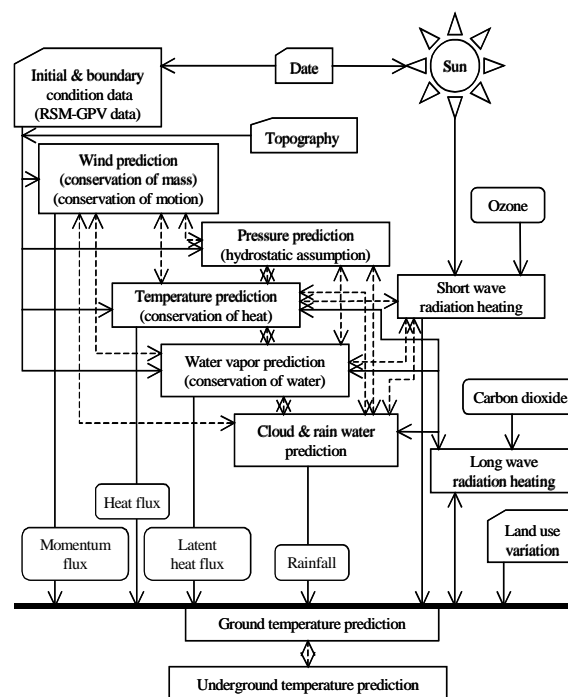 Initial & boundary
condition data
(RSM-GPV data)
Date
Sun
Topography
Wind prediction
(conservation of mass)
(conservation of motion)
Ozone
Pressure prediction
(hydrostatic assumption)
Temperature prediction
(conservation of heat)
Short wave
radiation heating
Water vapor prediction
(conservation of water)
Carbon dioxide
Cloud & rain water
prediction
Long wave
radiation heating
Heat flux
Momentum
flux
Latent
heat flux
Rainfall
Land use
variation
Ground temperature prediction
Underground temperature prediction